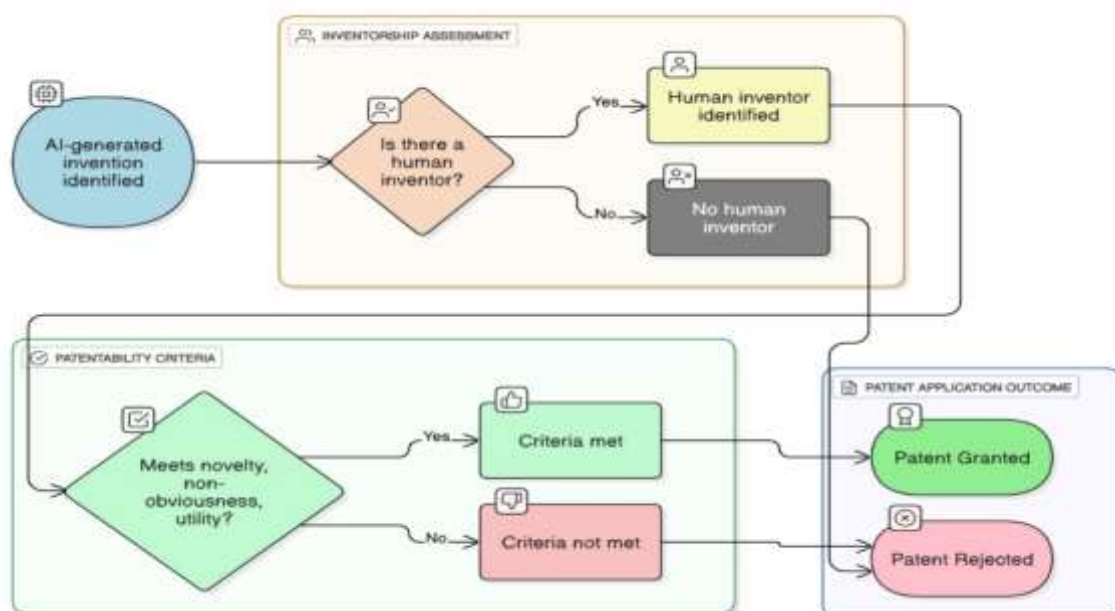 INVENTORSHIP ASSESSMENT
AI-generated
invention
identified
Is there a
human
inventor?
Yes
Human inventor
identified
No
No human
inventor
PATENTABILITY CRITERIA
Meets novelty,
non-
obviousness,
utility?
Yes
Criteria met
No
Criteria not met
PATENT APPLICATION OUTCOME
Patent Granted
Patent Rejected